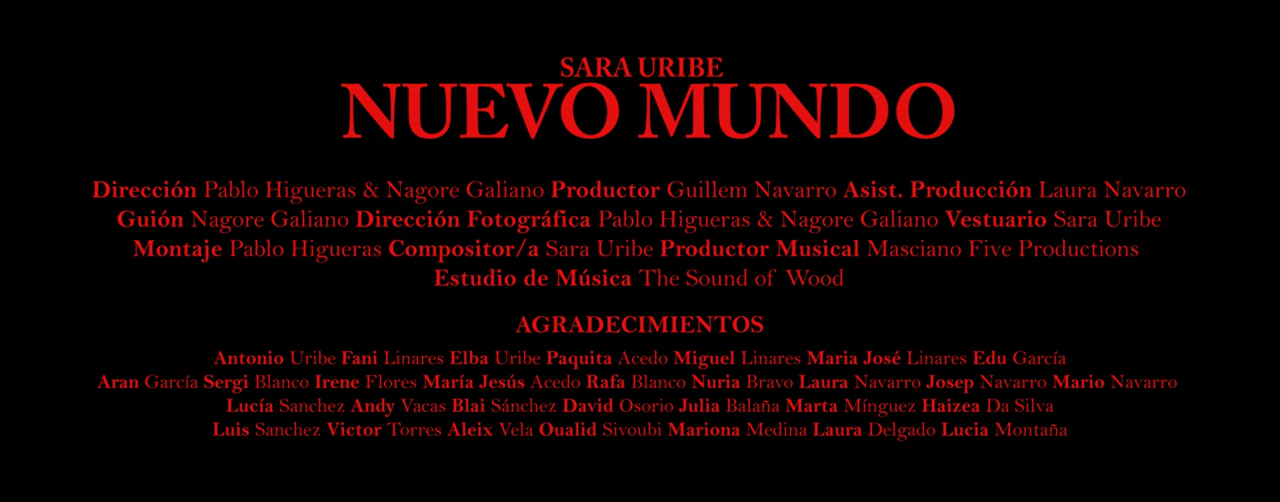 SARA URIBE
NUEVO MUNDO
Dirección Pablo Higueras & Nagore Galiano Productor Guillem Navarro Asist. Producción Laura Navarro
Guión Nagore Galiano Dirección Fotográfica Pablo Higueras & Nagore Galiano Vestuario Sara Uribe
Montaje Pablo Higueras Compositor/a Sara Uribe Productor Musical Masciano Five Productions
Estudio de Música The Sound of Wood
AGRADECIMIENTOS
Antonio Uribe Fani Linares Elba Uribe Paquita Acedo Miguel Linares Maria José Linares Edu García
Aran García Sergi Blanco Irene Flores María Jesús Acedo Rafa Blanco Nuria Bravo Laura Navarro Josep Navarro Mario Navarro
Lucía Sanchez Andy Vacas Blai Sánchez David Osorio Julia Balaña Marta Mínguez Haizea Da Silva
Luis Sanchez Victor Torres Aleix Vela Oualid Sivoubi Mariona Medina Laura Delgado Lucia Montaña